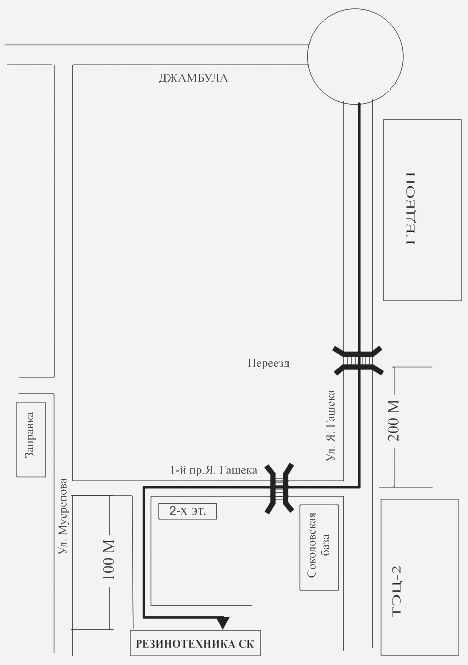 ДЖАМБУЛА
ГЕДЕОН
Переезд
Ул. Я. Гашека
200 М
Заправка
1-й пр.Я. Гашека
Ул. Мусрепова
2-х эт.
Соколовская
база
100 М
ТЭЦ-2
РЕЗИНОТЕХНИКА СК